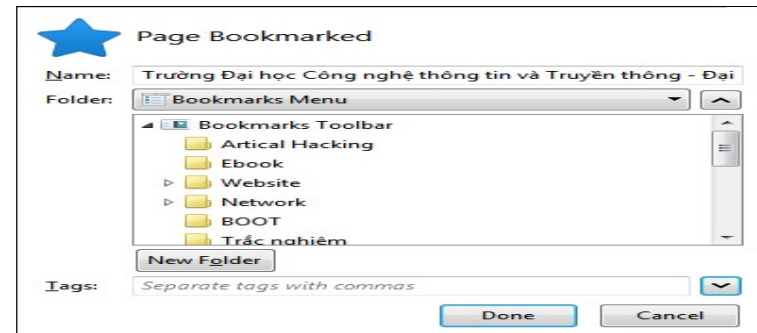 Page Bookmarked
Name: Trường Đại học Công nghệ thông tin và Truyền thông - Đại
Folder: Bookmarks Menu
Bookmarks Toolbar
Artical Hacking
Ebook
Website
Network
BOOT
Trắc nghiệm
New Folder
Tags: Separate tags with commas
Done Cancel